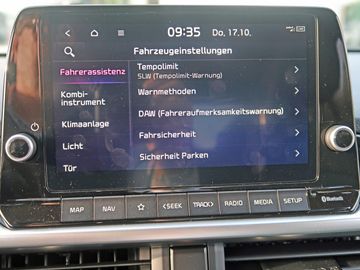 09:35 Do, 17.10.
Fahrzeugeinstellungen
Fahrerassistenz
Kombi-
instrument
Klimaanlage
Licht
Tür
Tempolimit
SLW (Tempolimit-Warnung)
Warnmethoden
DAW (Fahreraufmerksamkeitswarnung)
Fahrsicherheit
Sicherheit Parken
MAP NAV <SEEK TRACK> RADIO MEDIA SETUP
Bluetooth